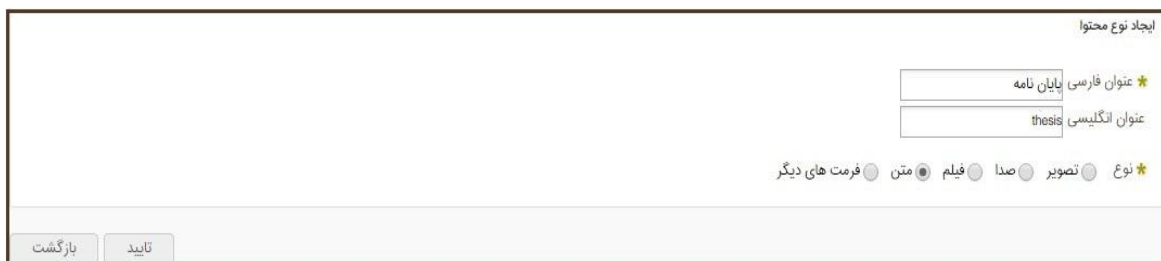 ایجاد نوع محتوا
* عنوان فارسی پایان نامه
عنوان انگلیسی thesis
* نوع تصویر صدا فیلم متن فرمت های دیگر
تایید بازگشت